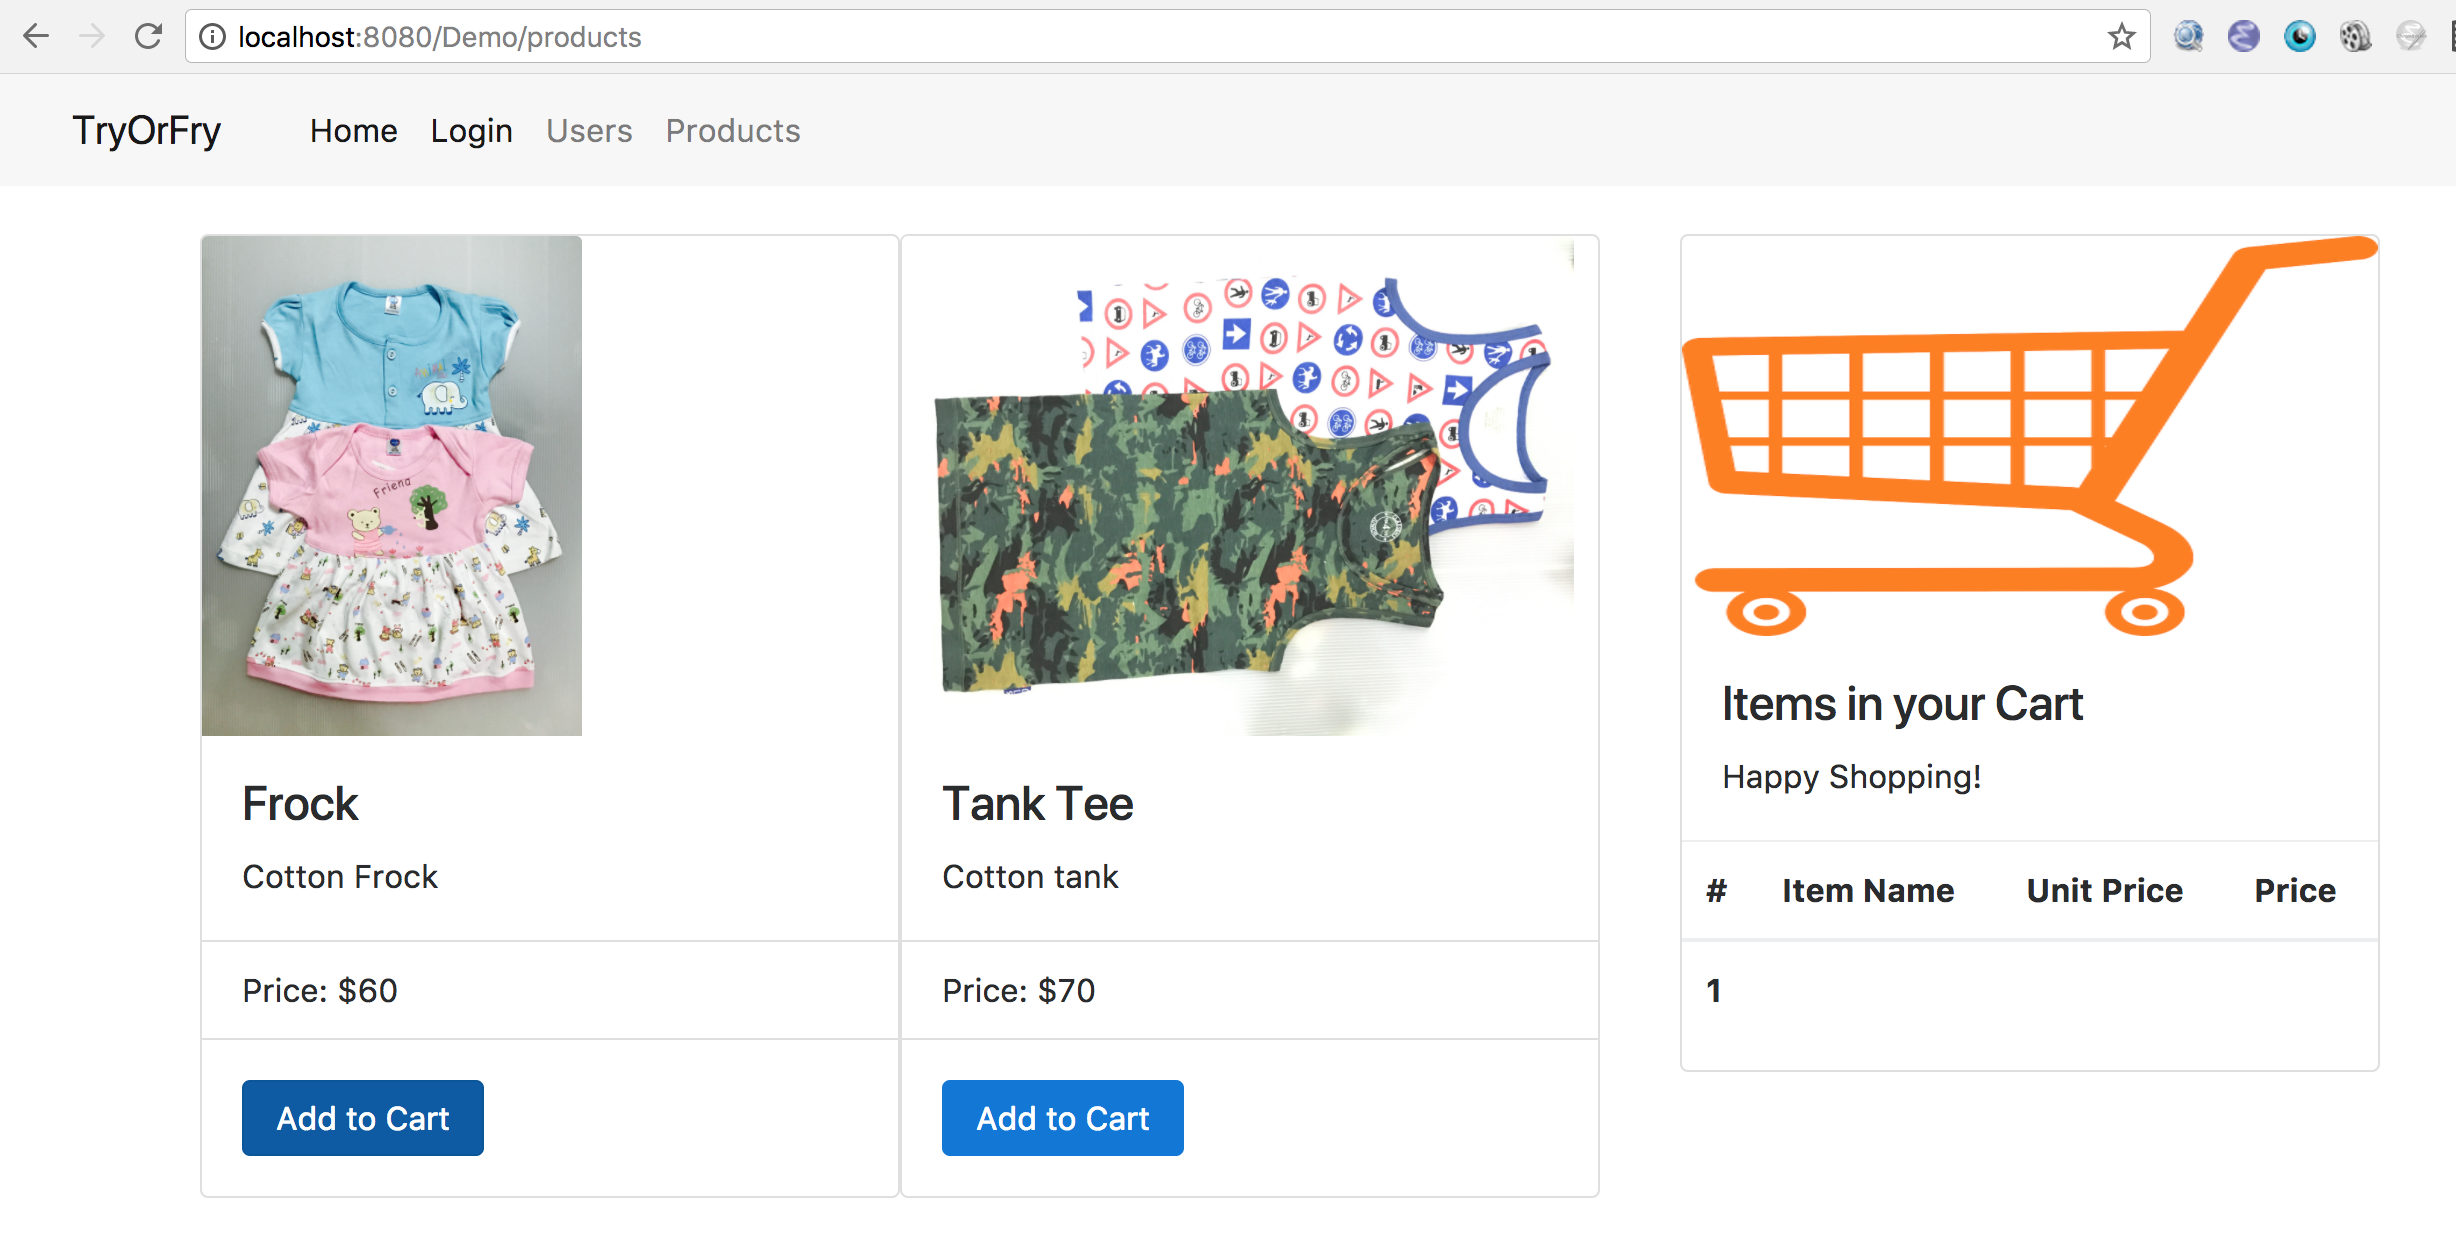 localhost:8080/Demo/products
TryOrFry Home Login Users Products
Friend
Frock
Cotton Frock
Price: $60
Add to Cart
Tank Tee
Cotton tank
Price: $70
Add to Cart
Items in your Cart
Happy Shopping!
# Item Name Unit Price Price
1